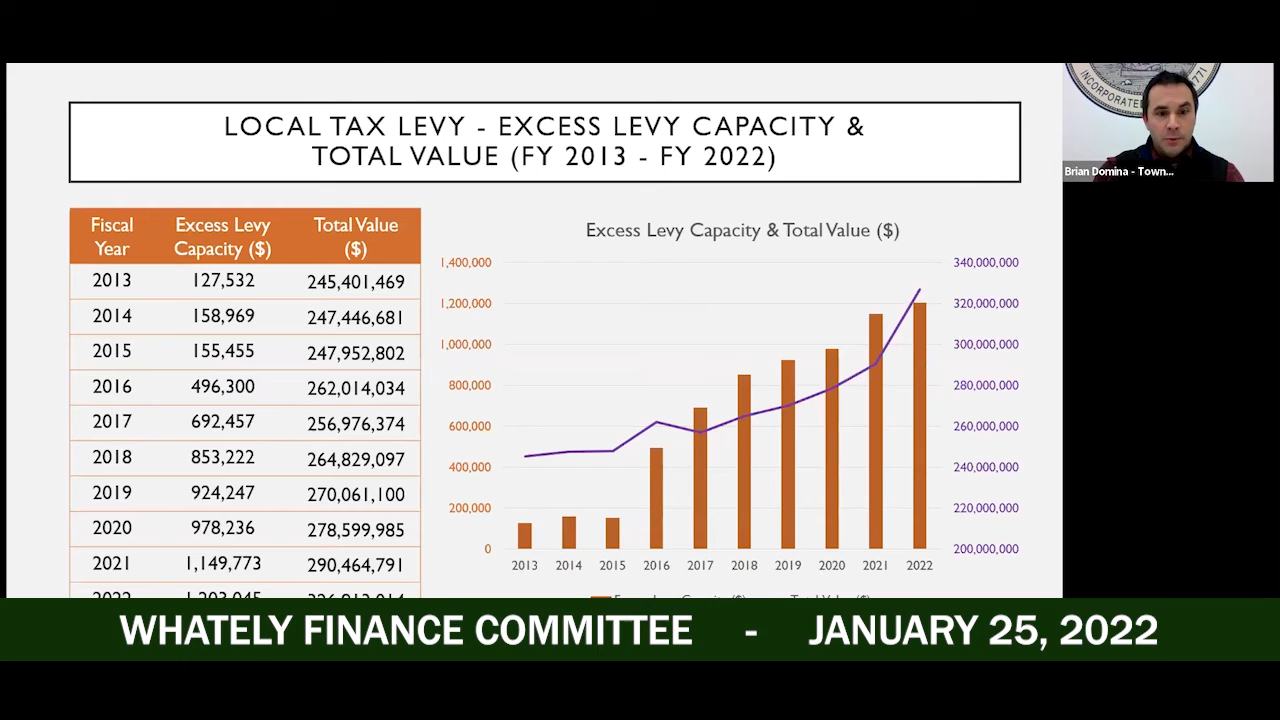 LOCAL TAX LEVY - EXCESS LEVY CAPACITY &
TOTAL VALUE (FY 2013 - FY 2022)
INCORPORATED
771
Brian Domina - Town...
Fiscal Year
Excess Levy Capacity ($)
Total Value ($)
2013 127,532 245,401,469
2014 158,969 247,446,681
2015 155,455 247,952,802
2016 496,300 262,014,034
2017 692,457 256,976,374
2018 853,222 264,829,097
2019 924,247 270,061,100
2020 978,236 278,599,985
2021 1,149,773 290,464,791
2022 1,203,045
Excess Levy Capacity & Total Value ($)
1,400,000 340,000,000
1,200,000 320,000,000
1,000,000 300,000,000
800,000 280,000,000
600,000 260,000,000
400,000 240,000,000
200,000 220,000,000
0 200,000,000
2013 2014 2015 2016 2017 2018 2019 2020 2021 2022
WHATELY FINANCE COMMITTEE - JANUARY 25, 2022